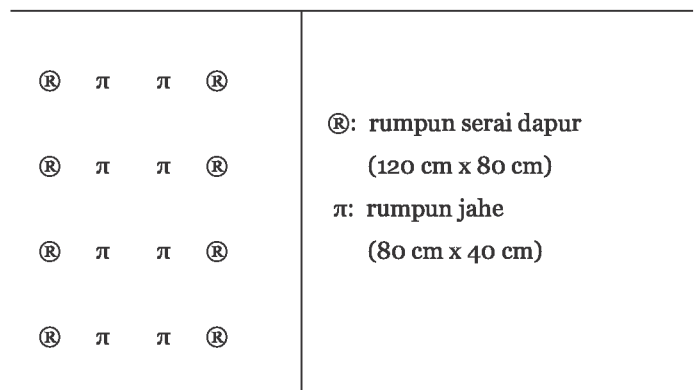 ® π π ®
® π π ®
® π π ®
® π π ®
®: rumpun serai dapur
(120 cm x 80 cm)
π: rumpun jahe
(80 cm x 40 cm)